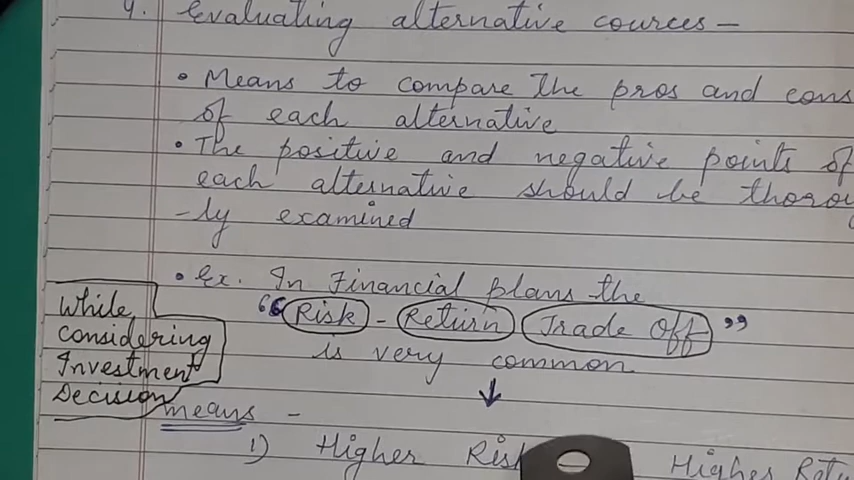 4. Evaluating alternative cources -
• Means to compare the pros and cons
of each alternative
• The positive and negative points of
each alternative should be thorou
-ly examined
• Ex. In Financial plans the
"Risk - Return Trade Off"
is very common
While
considering
Investment
Decision
means -
1) Higher Risk Higher Retu